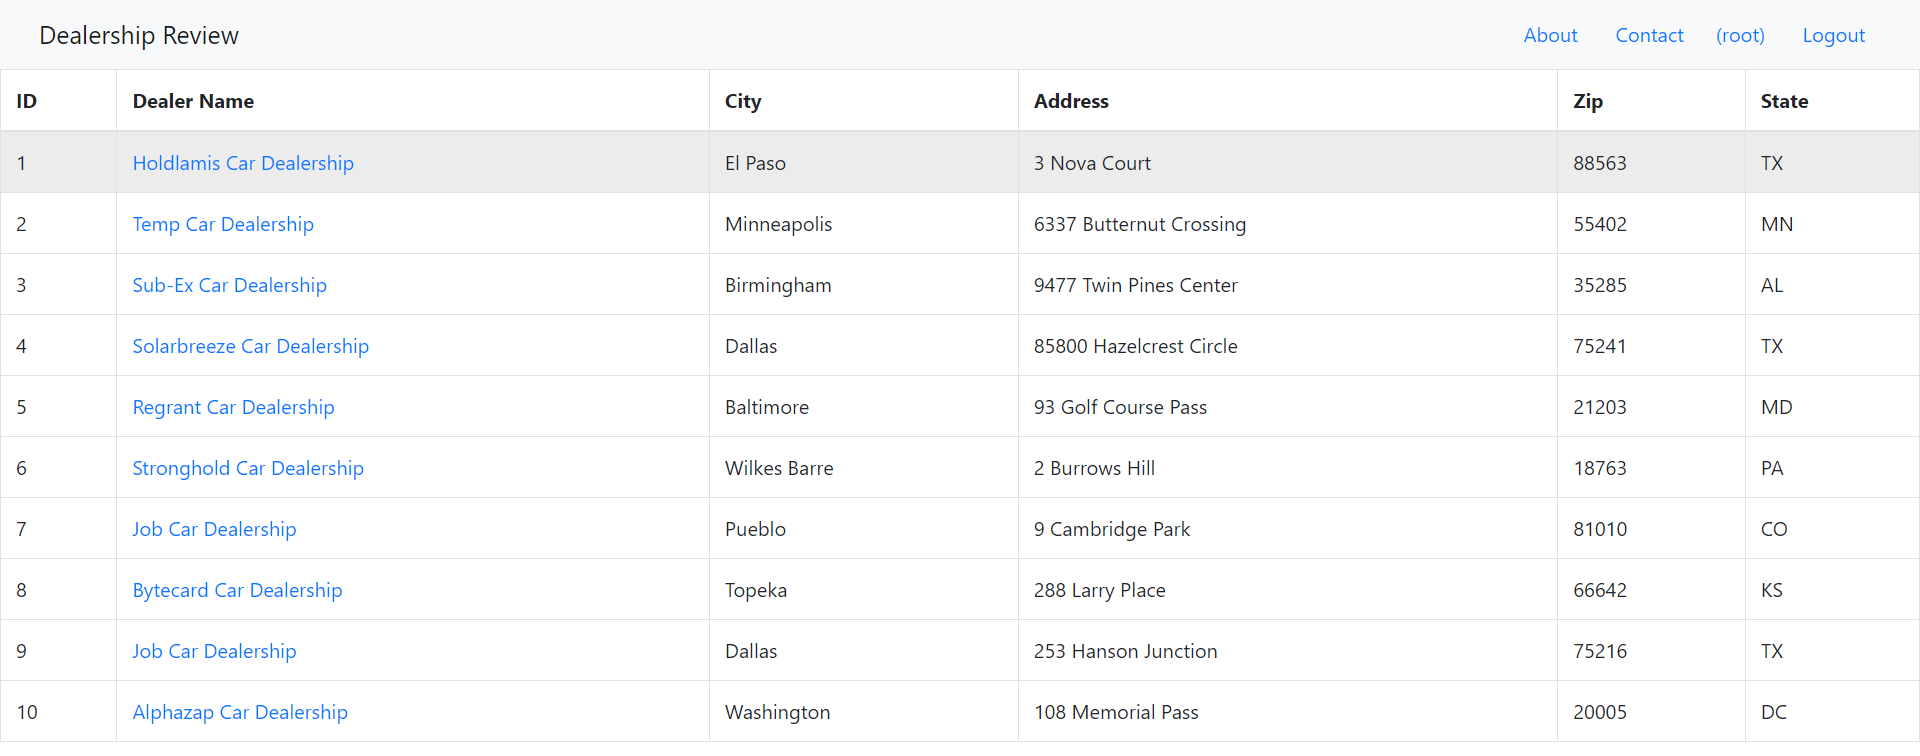 Dealership Review About Contact (root) Logout
ID Dealer Name City Address Zip State
1 Holdlamis Car Dealership El Paso 3 Nova Court 88563 TX
2 Temp Car Dealership Minneapolis 6337 Butternut Crossing 55402 MN
3 Sub-Ex Car Dealership Birmingham 9477 Twin Pines Center 35285 AL
4 Solarbreeze Car Dealership Dallas 85800 Hazelcrest Circle 75241 TX
5 Regrant Car Dealership Baltimore 93 Golf Course Pass 21203 MD
6 Stronghold Car Dealership Wilkes Barre 2 Burrows Hill 18763 PA
7 Job Car Dealership Pueblo 9 Cambridge Park 81010 CO
8 Bytecard Car Dealership Topeka 288 Larry Place 66642 KS
9 Job Car Dealership Dallas 253 Hanson Junction 75216 TX
10 Alphazap Car Dealership Washington 108 Memorial Pass 20005 DC